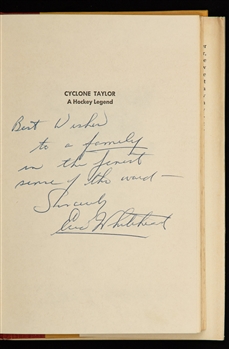 CYCLONE TAYLOR
A Hockey Legend
Best Wishes
to a family
in the finest
sense of the word —
Sincerely
Eric Whitehead